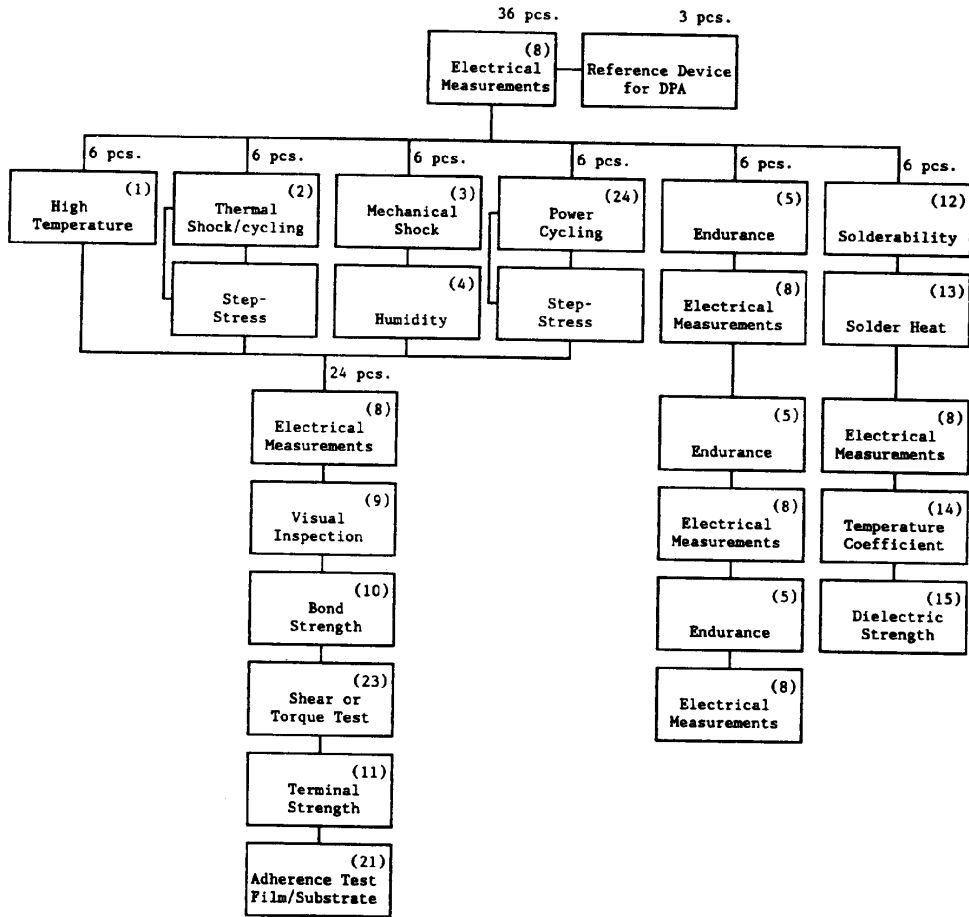 36 pcs.
3 pcs.
(8)
Electrical
Measurements
Reference Device
for DPA
6 pcs.
6 pcs.
6 pcs.
6 pcs.
6 pcs.
6 pcs.
(1)
High
Temperature
(2)
Thermal
Shock/cycling
(3)
Mechanical
Shock
(24)
Power
Cycling
(5)
Endurance
(12)
Solderability
Step-
Stress
(4)
Humidity
Step-
Stress
(8)
Electrical
Measurements
(13)
Solder Heat
24 pcs.
(8)
Electrical
Measurements
(5)
Endurance
(8)
Electrical
Measurements
(9)
Visual
Inspection
(8)
Electrical
Measurements
(14)
Temperature
Coefficient
(10)
Bond
Strength
(5)
Endurance
(15)
Dielectric
Strength
(23)
Shear or
Torque Test
(8)
Electrical
Measurements
(11)
Terminal
Strength
(21)
Adherence Test
Film/Substrate